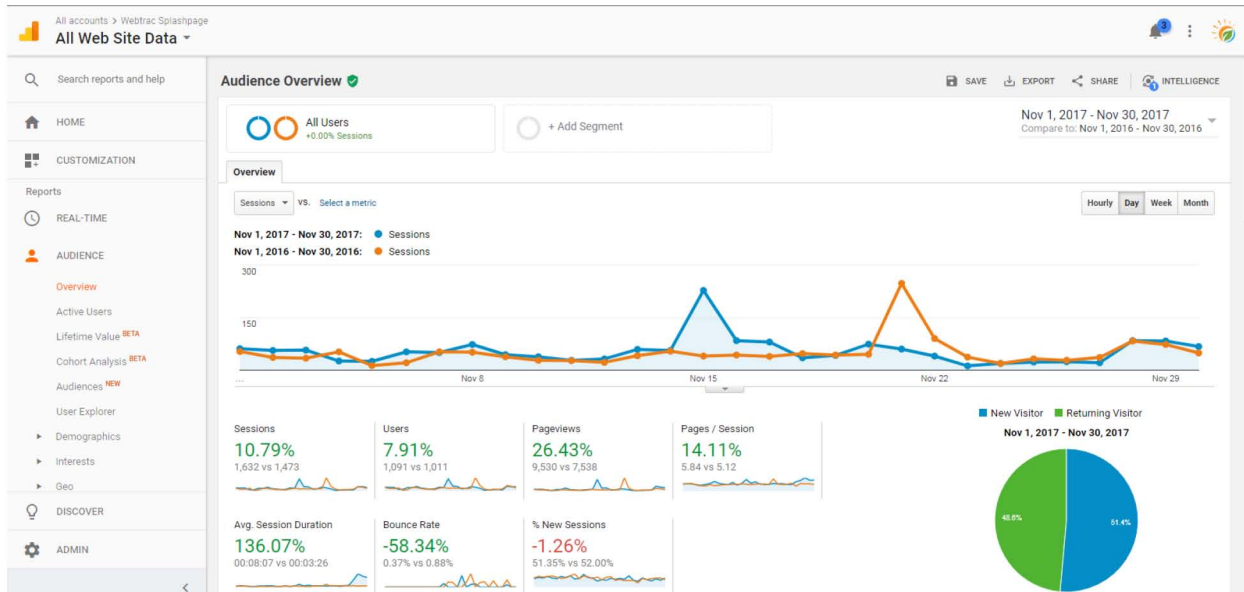 All accounts > Webtrac Splashpage
All Web Site Data
3
Search reports and help
HOME
CUSTOMIZATION
Reports
REAL-TIME
AUDIENCE
Overview
Active Users
Lifetime Value BETA
Cohort Analysis BETA
Audiences NEW
User Explorer
Demographics
Interests
Geo
DISCOVER
ADMIN
Audience Overview
SAVE EXPORT SHARE 1 INTELLIGENCE
All Users
+0.00% Sessions
+ Add Segment
Nov 1, 2017 - Nov 30, 2017
Compare to: Nov 1, 2016 - Nov 30, 2016
Overview
Sessions VS. Select a metric
Hourly Day Week Month
Nov 1, 2017 - Nov 30, 2017: Sessions
Nov 1, 2016 - Nov 30, 2016: Sessions
300
150
... Nov 8 Nov 15 Nov 22 Nov 29
Sessions
10.79%
1,632 vs 1,473
Users
7.91%
1,091 vs 1,011
Pageviews
26.43%
9,530 vs 7,538
Pages / Session
14.11%
5.84 vs 5.12
Avg. Session Duration
136.07%
00:08:07 vs 00:03:26
Bounce Rate
-58.34%
0.37% vs 0.88%
% New Sessions
-1.26%
51.35% vs 52.00%
New Visitor Returning Visitor
Nov 1, 2017 - Nov 30, 2017
48.6%
51.4%